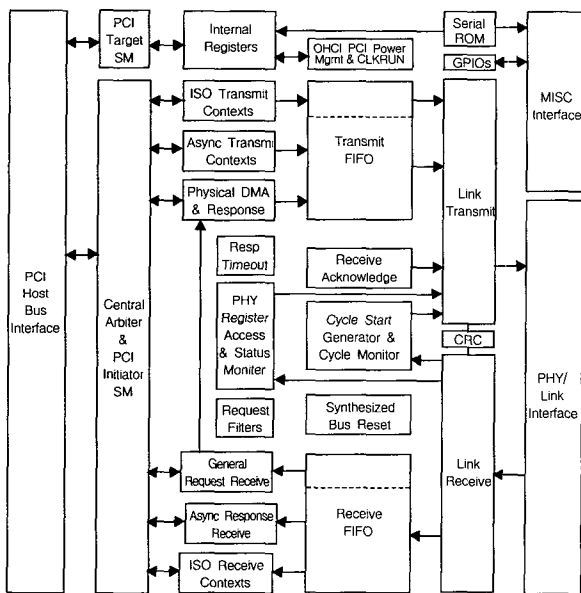 PCI
Host
Bus
Interface
PCI
Target
SM
Central
Arbiter
&
PCI
Initiator
SM
Internal
Registers
OHCI PCI Power
Mgmt & CLKRUN
Serial
ROM
GPIOs
MISC
Interface
ISO Transmit
Contexts
Async Transmi
Contexts
Physical DMA
& Response
Transmit
FIFO
Link
Transmit
Resp
Timeout
Receive
Acknowledge
PHY
Register
Access
& Status
Moniter
Cycle Start
Generator &
Cycle Monitor
CRC
PHY/
Link
Interface
Request
Filters
Synthesized
Bus Reset
General
Request Receive
Async Response
Receive
ISO Receive
Contexts
Receive
FIFO
Link
Receive